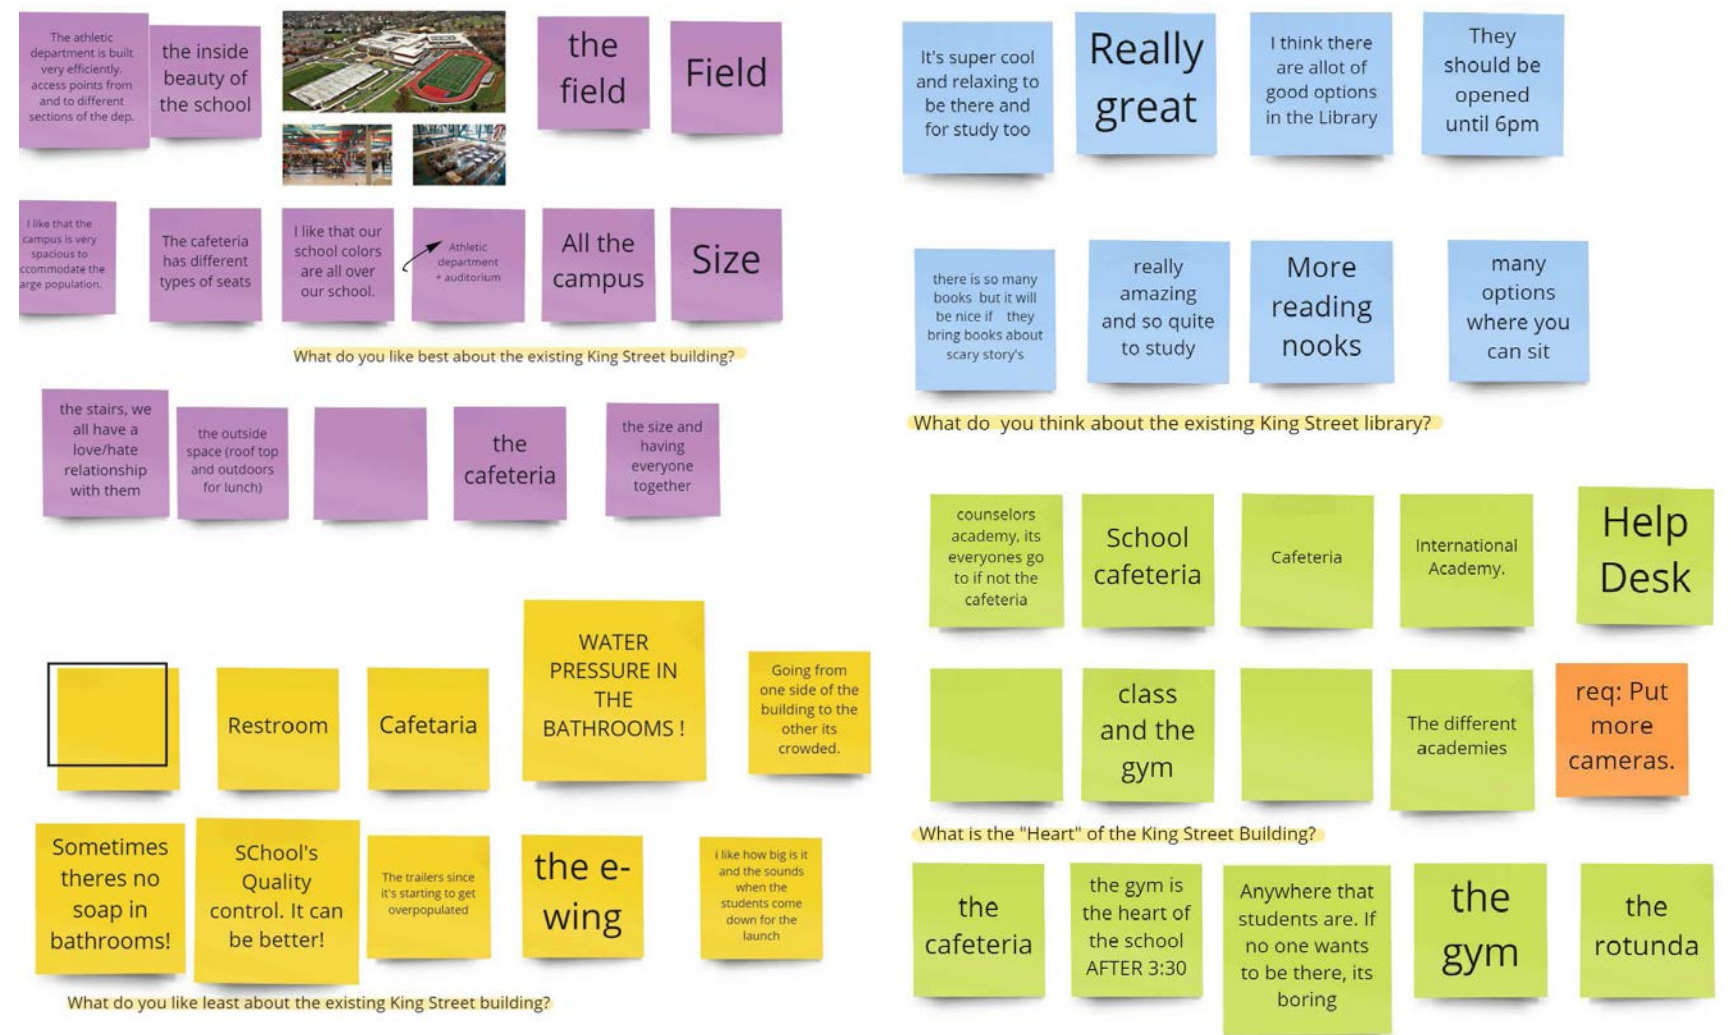 The athletic
department is built
very efficiently.
access points from
and to different
sections of the dep.
the inside
beauty of
the school
the
field
Field
I like that the
campus is very
spacious to
ccommodate the
arge population.
The cafeteria
has different
types of seats
I like that our
school colors
are all over
our school.
Athletic
department
+ auditorium
All the
campus
Size
What do you like best about the existing King Street building?
the stairs, we
all have a
love/hate
relationship
with them
the outside
space (roof top
and outdoors
for lunch)
the
cafeteria
the size and
having
everyone
together
Restroom
Cafetaria
WATER
PRESSURE IN
THE
BATHROOMS !
Going from
one side of the
building to the
other its
crowded.
Sometimes
theres no
soap in
bathrooms!
SChool's
Quality
control. It can
be better!
The trailers since
it's starting to get
overpopulated
the e-
wing
i like how big is it
and the sounds
when the
students come
down for the
launch
What do you like least about the existing King Street building?
It's super cool
and relaxing to
be there and
for study too
Really
great
I think there
are allot of
good options
in the Library
They
should be
opened
until 6pm
there is so many
books but it will
be nice if they
bring books about
scary story's
really
amazing
and so quite
to study
More
reading
nooks
many
options
where you
can sit
What do you think about the existing King Street library?
counselors
academy, its
everyones go
to if not the
cafeteria
School
cafeteria
Cafeteria
International
Academy.
Help
Desk
class
and the
gym
The different
academies
req: Put
more
cameras.
What is the "Heart" of the King Street Building?
the
cafeteria
the gym is
the heart of
the school
AFTER 3:30
Anywhere that
students are. If
no one wants
to be there, its
boring
the
gym
the
rotunda